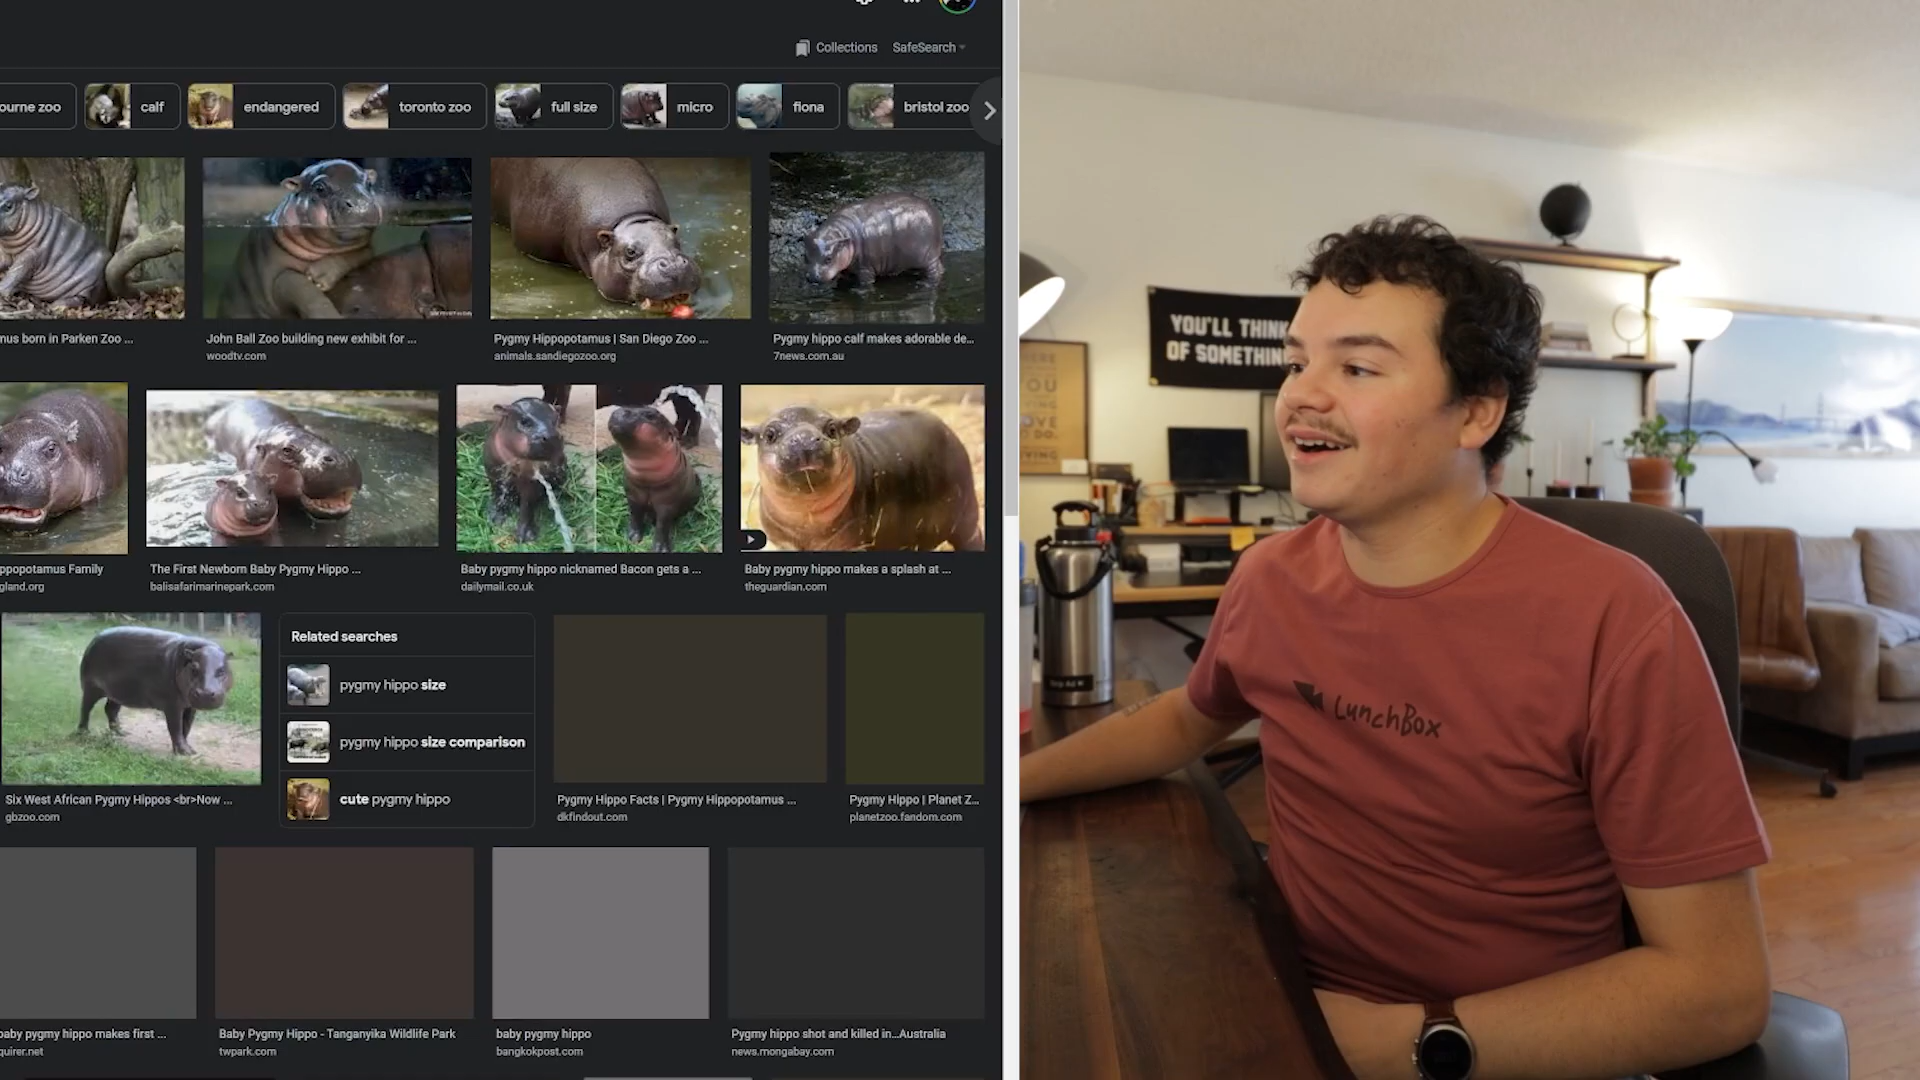 Collections SafeSearch
ourne zoo calf endangered toronto zoo full size micro fiona bristol zoo
mus born in Parken Zoo ...
John Ball Zoo building new exhibit for ...
woodtv.com
Pygmy Hippopotamus | San Diego Zoo ...
animals.sandiegozoo.org
Pygmy hippo calf makes adorable de...
7news.com.au
ppopotamus Family
gland.org
The First Newborn Baby Pygmy Hippo ...
balisafarimarinepark.com
Baby pygmy hippo nicknamed Bacon gets a ...
dailymail.co.uk
Baby pygmy hippo makes a splash at ...
theguardian.com
Six West African Pygmy Hippos <br>Now ...
gbzoo.com
Related searches
pygmy hippo size
pygmy hippo size comparison
cute pygmy hippo
Pygmy Hippo Facts | Pygmy Hippopotamus ...
dkfindout.com
Pygmy Hippo | Planet Z...
planetzoo.fandom.com
baby pygmy hippo makes first ...
quirer.net
Baby Pygmy Hippo - Tanganyika Wildlife Park
twpark.com
baby pygmy hippo
bangkokpost.com
Pygmy hippo shot and killed in...Australia
news.mongabay.com
YOU'LL THINK
OF SOMETHIN
YOU
LunchBox